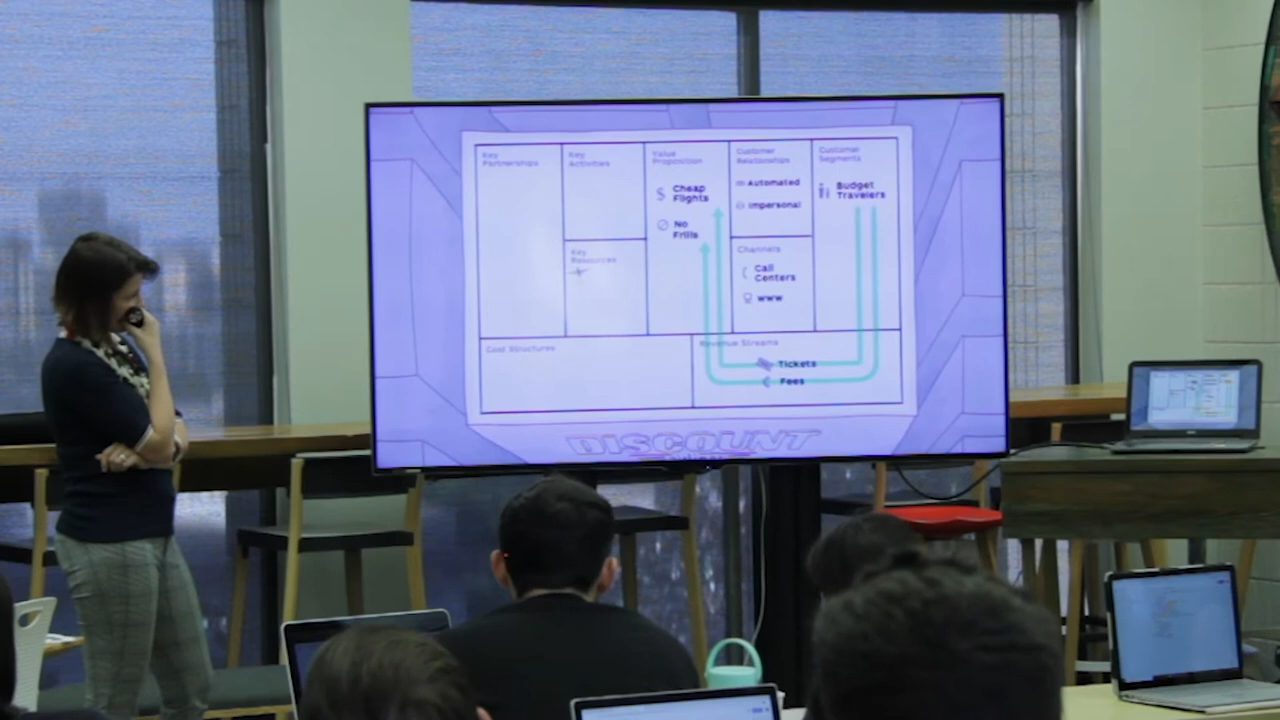 Key
Partnerships
Key
Activities
Value
Proposition
Customer
Relationships
Customer
Segments
Cheap
Flights
No
Frills
Automated
Impersonal
Budget
Travelers
Key
Resources
Channels
Call
Centers
www
Cost Structures
Revenue Streams
Tickets
Fees
DISCOUNT